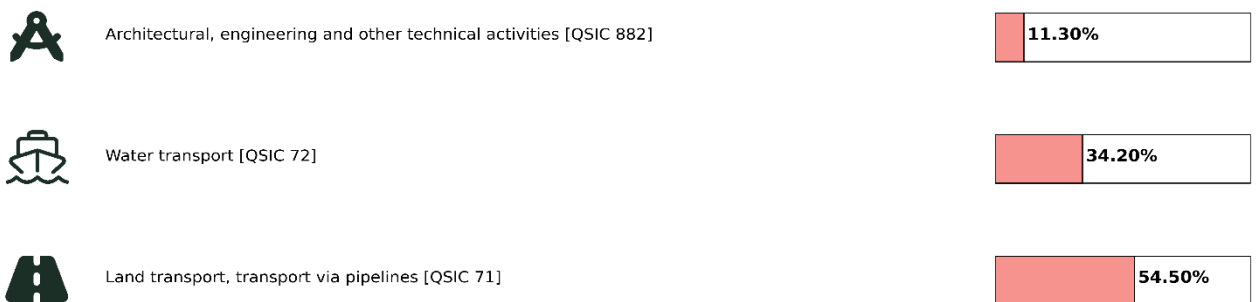 Architectural, engineering and other technical activities [QSIC 882] 11.30%
Water transport [QSIC 72] 34.20%
Land transport, transport via pipelines [QSIC 71] 54.50%